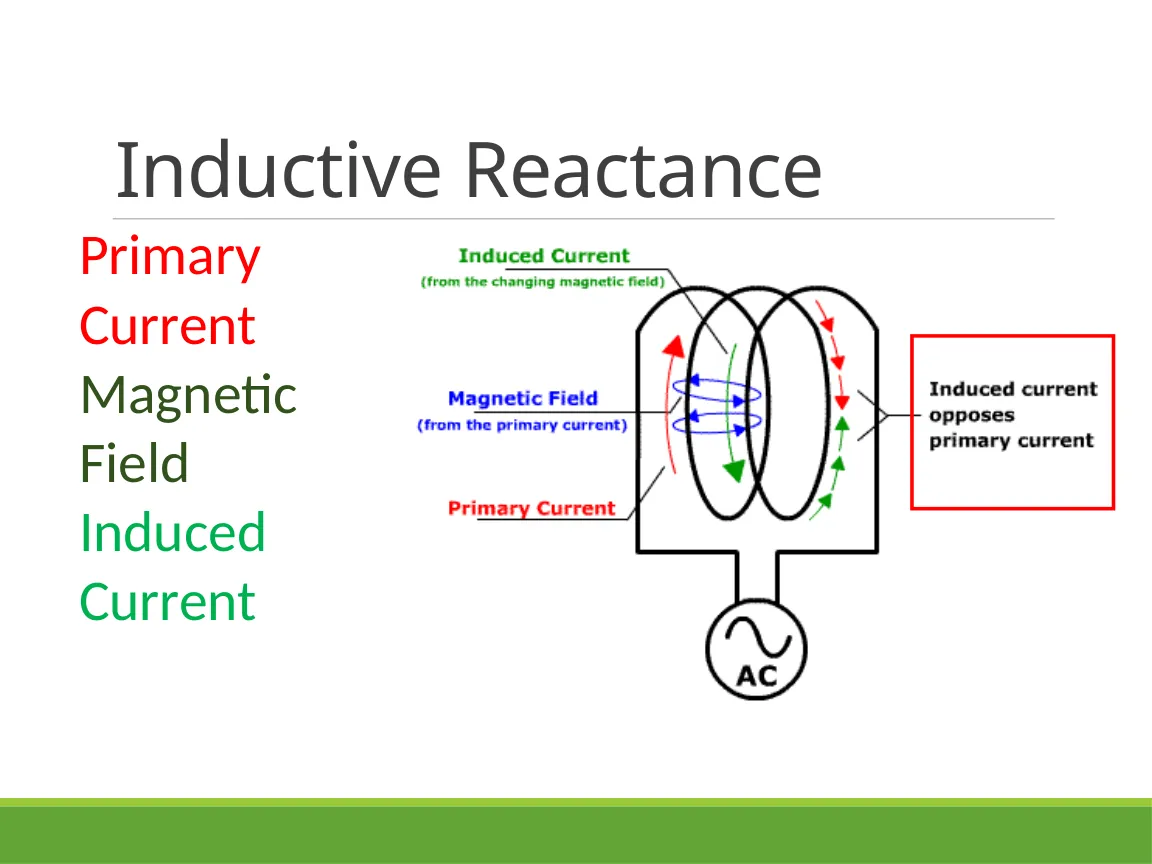 Inductive Reactance
Primary
Current
Magnetic
Field
Induced
Current
Induced Current
(from the changing magnetic field)
Magnetic Field
(from the primary current)
Primary Current
Induced current
opposes
primary current
AC